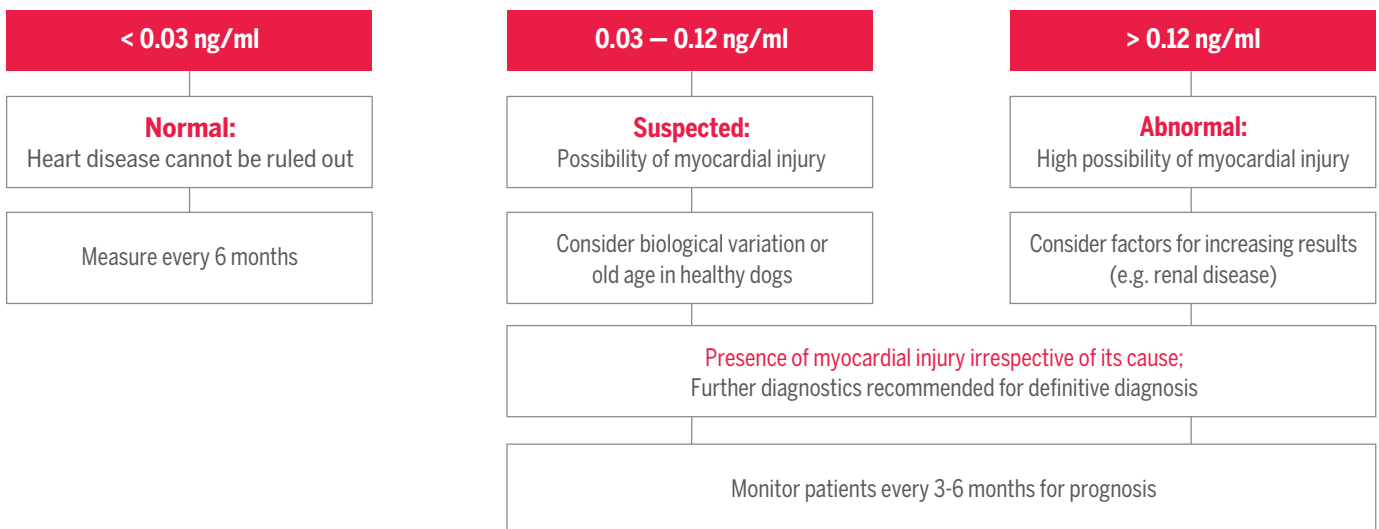 < 0.03 ng/ml
Normal:
Heart disease cannot be ruled out
Measure every 6 months
0.03 – 0.12 ng/ml
Suspected:
Possibility of myocardial injury
Consider biological variation or
old age in healthy dogs
> 0.12 ng/ml
Abnormal:
High possibility of myocardial injury
Consider factors for increasing results
(e.g. renal disease)
Presence of myocardial injury irrespective of its cause;
Further diagnostics recommended for definitive diagnosis
Monitor patients every 3-6 months for prognosis